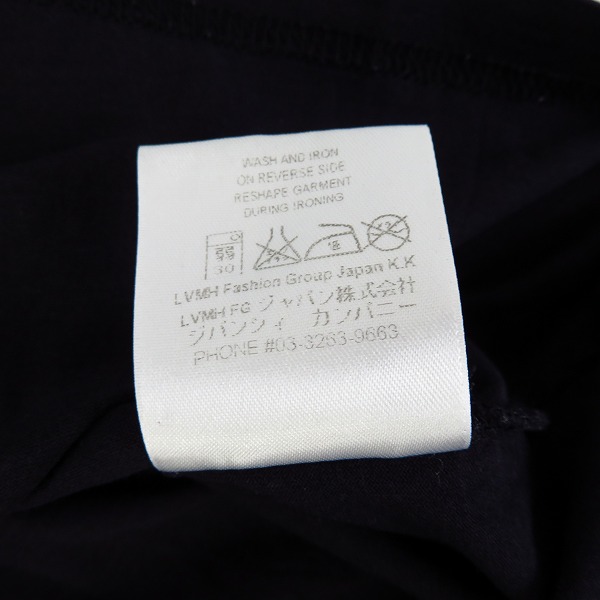 WASH AND IRON
ON REVERSE SIDE
RESHAPE GARMENT
DURING IRONING
30
LVMH Fashion Group Japan K.K
LVMH FG ジャパン株式会社
ジバンシィ カンパニー
PHONE #03-3263-9663